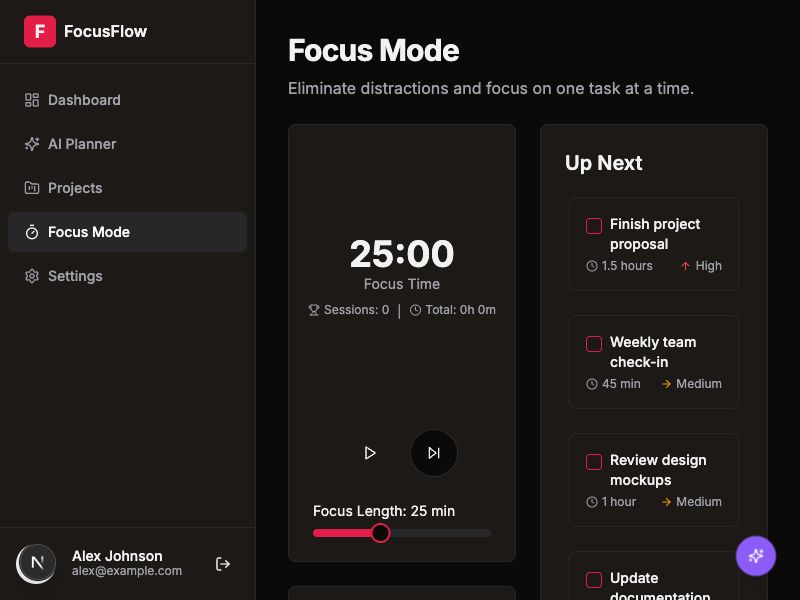 F FocusFlow
Dashboard
AI Planner
Projects
Focus Mode
Settings
N
Alex Johnson
alex@example.com
Focus Mode
Eliminate distractions and focus on one task at a time.
25:00
Focus Time
Sessions: 0 | Total: 0h 0m
Focus Length: 25 min
Up Next
Finish project
proposal
1.5 hours High
Weekly team
check-in
45 min Medium
Review design
mockups
1 hour Medium
Update
documentation